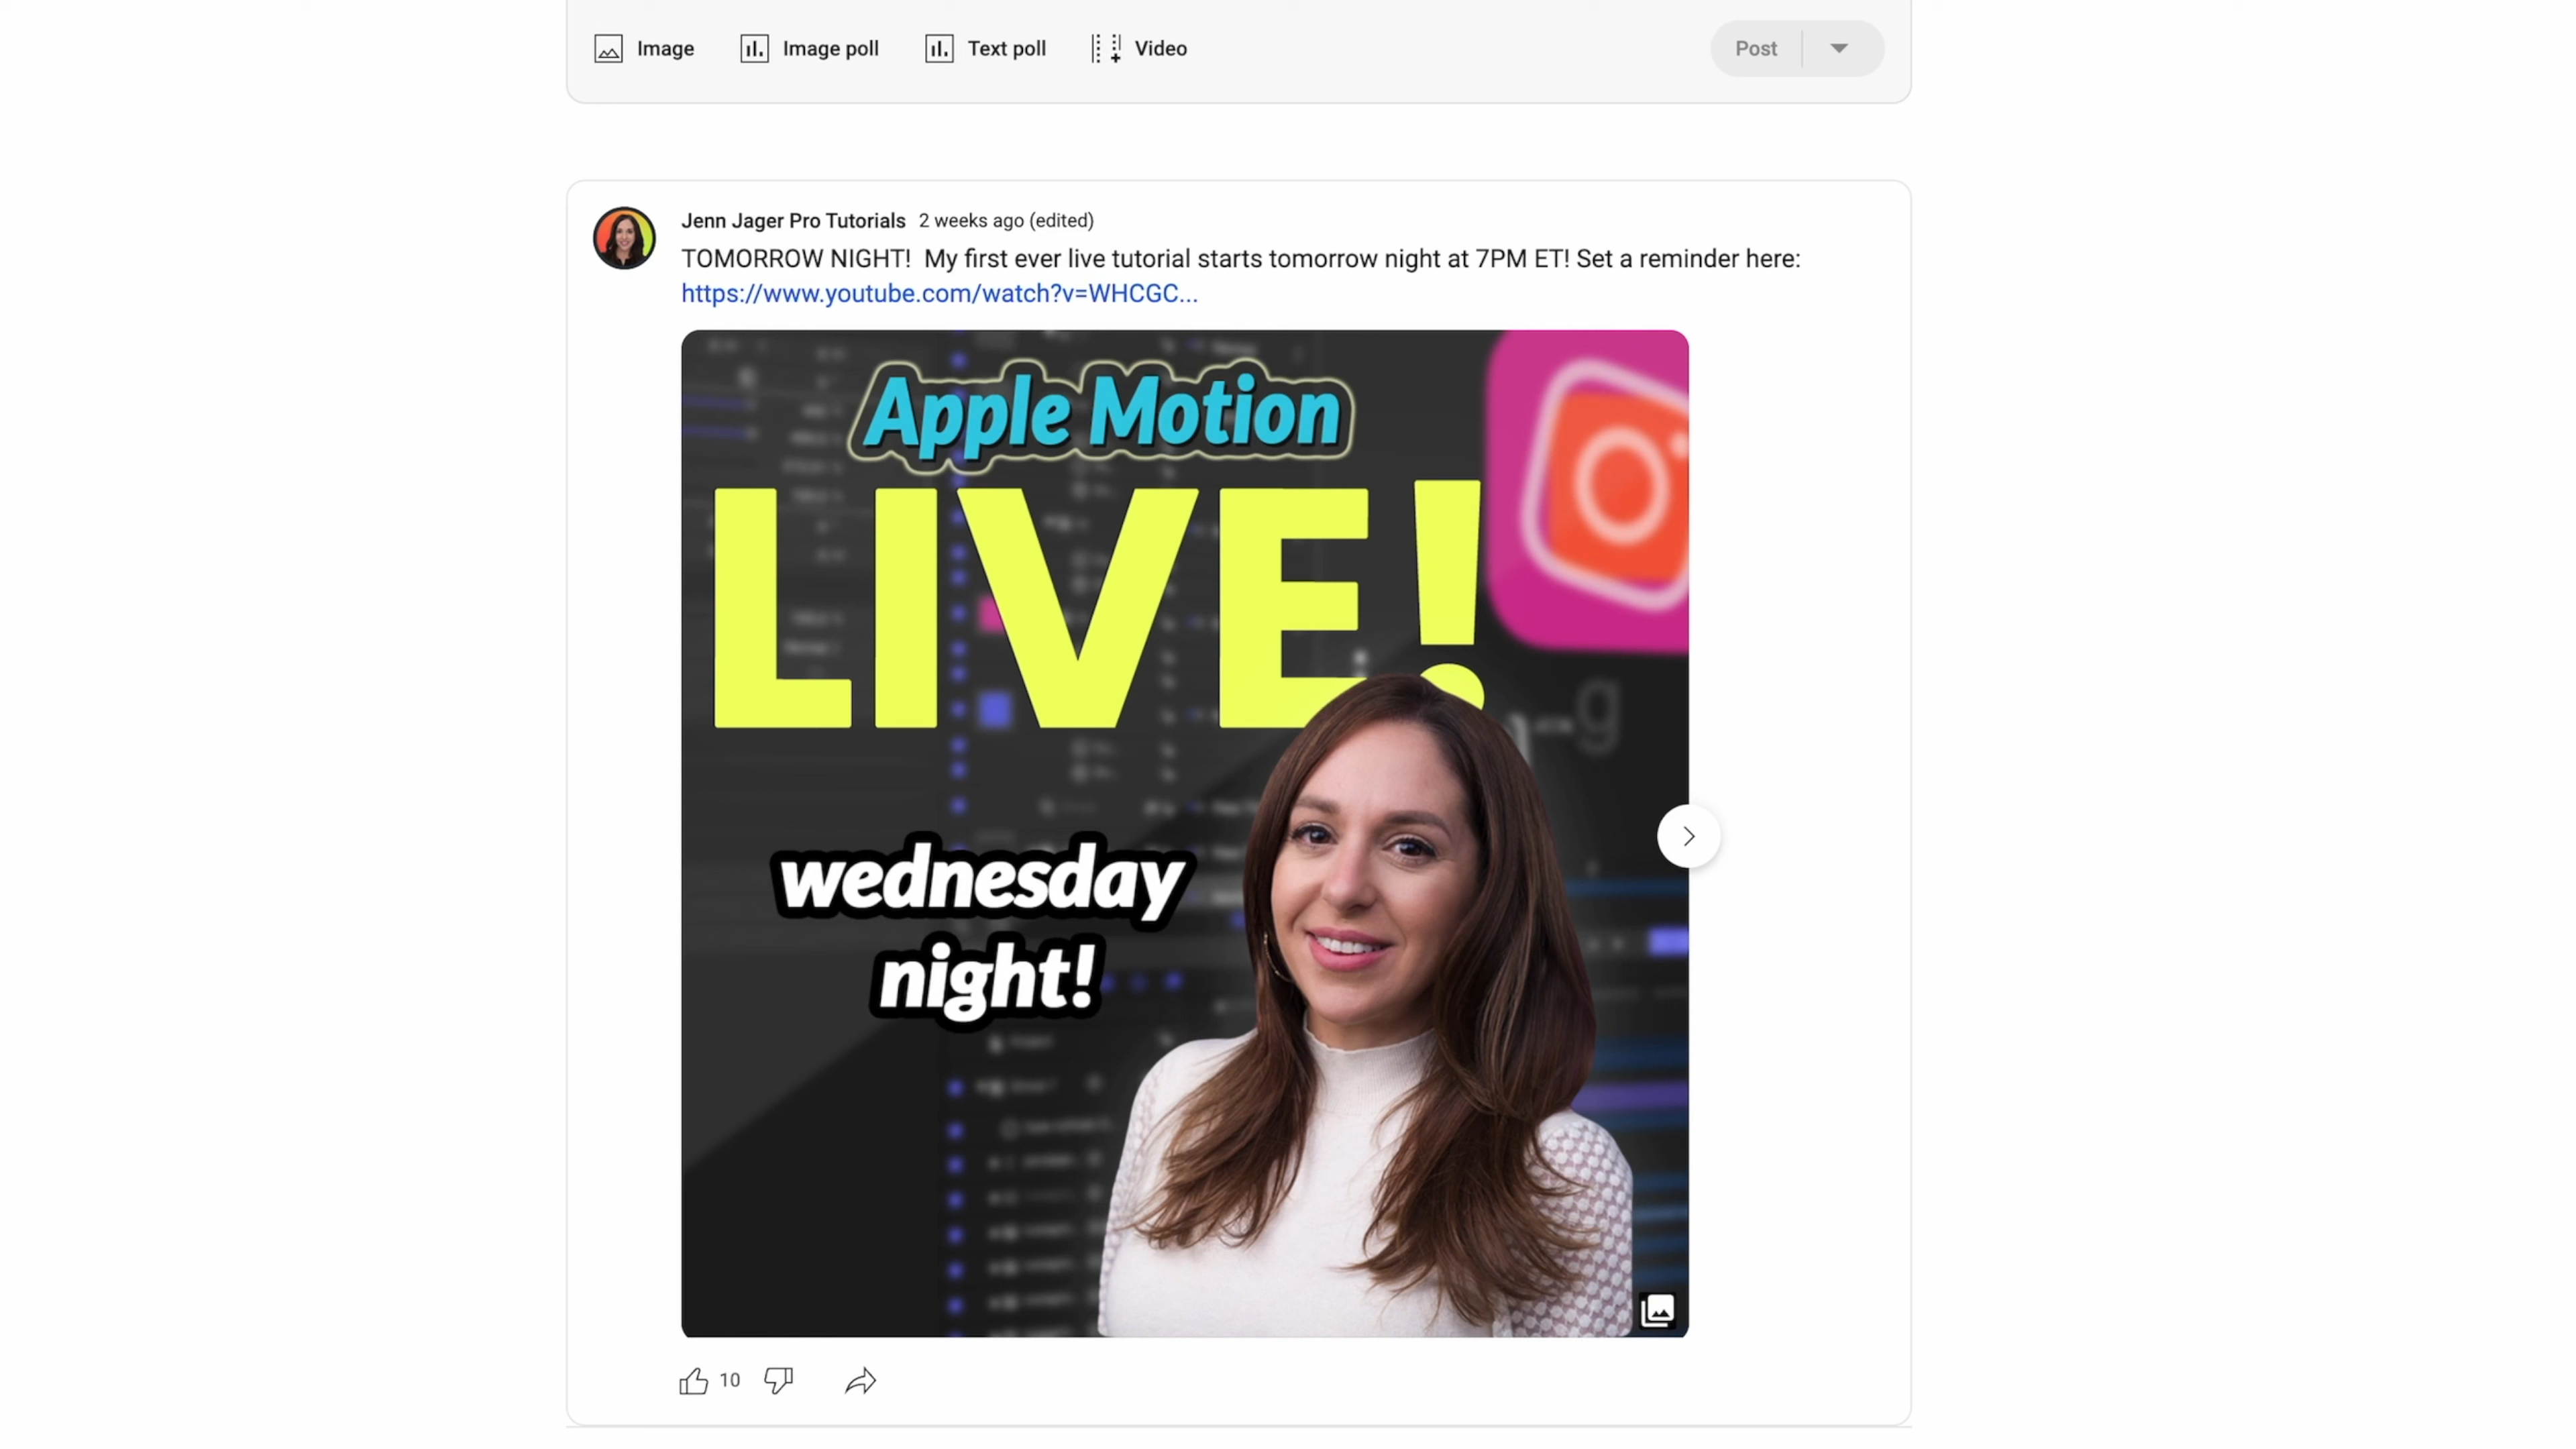 Image
Image poll
Text poll
Video
Post
Jenn Jager Pro Tutorials 2 weeks ago (edited)
TOMORROW NIGHT!  My first ever live tutorial starts tomorrow night at 7PM ET! Set a reminder here:
https://www.youtube.com/watch?v=WHCGC...
Apple Motion
LIVE!
wednesday
night!
10